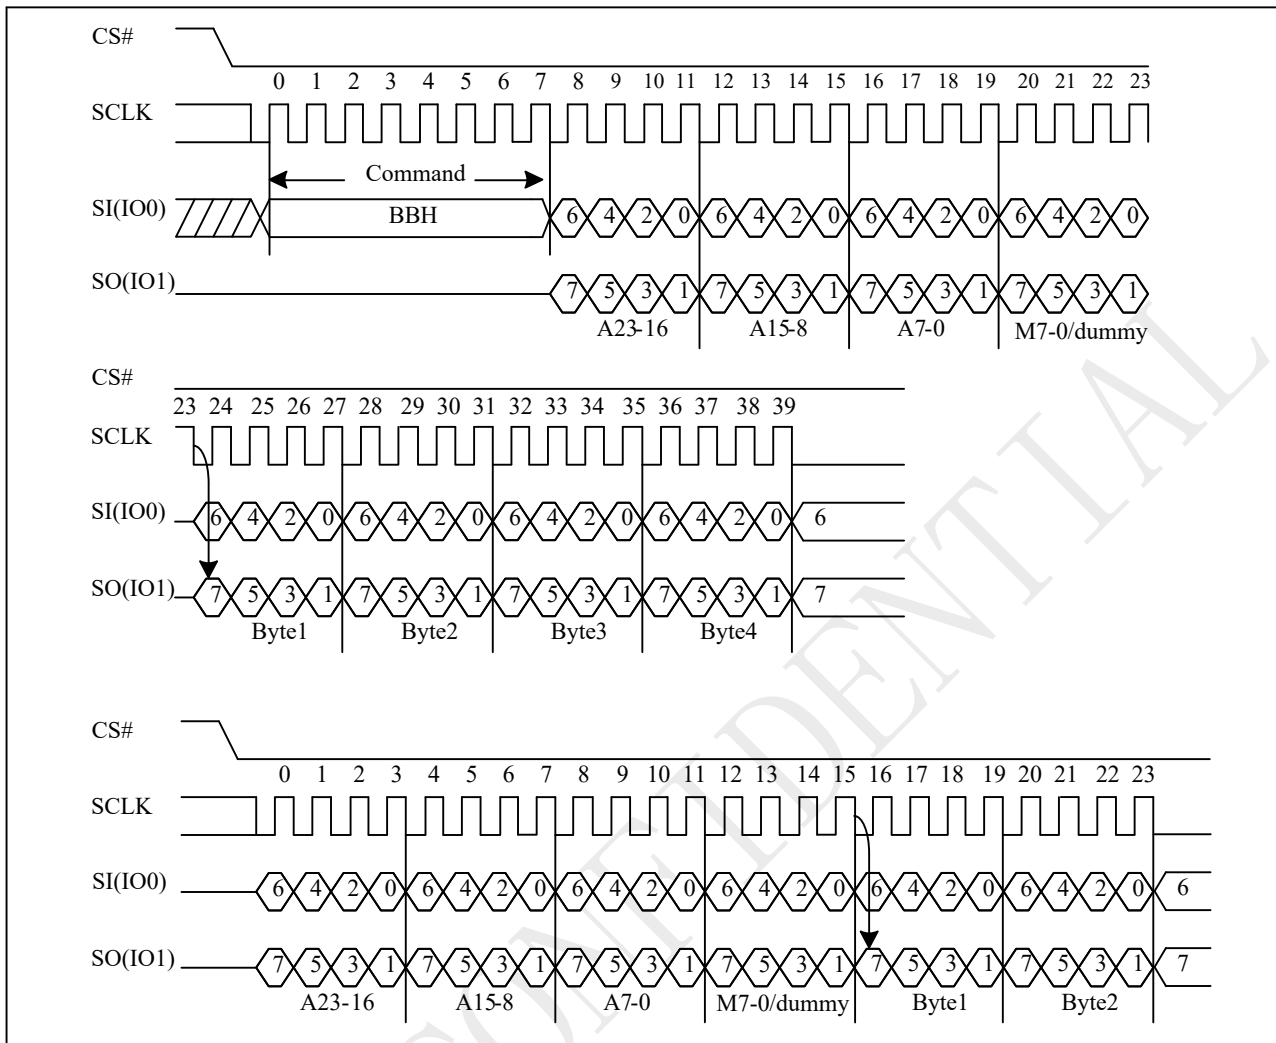 CS#
0 1 2 3 4 5 6 7 8 9 10 11 12 13 14 15 16 17 18 19 20 21 22 23
SCLK
Command
SI(IO0) BBH 6 4 2 0 6 4 2 0 6 4 2 0 6 4 2 0
SO(IO1) 7 5 3 1 7 5 3 1 7 5 3 1 7 5 3 1
A23-16 A15-8 A7-0 M7-0/dummy
CS#
23 24 25 26 27 28 29 30 31 32 33 34 35 36 37 38 39
SCLK
SI(IO0) 6 4 2 0 6 4 2 0 6 4 2 0 6 4 2 0 6
SO(IO1) 7 5 3 1 7 5 3 1 7 5 3 1 7 5 3 1 7
Byte1 Byte2 Byte3 Byte4
CS#
0 1 2 3 4 5 6 7 8 9 10 11 12 13 14 15 16 17 18 19 20 21 22 23
SCLK
SI(IO0) 6 4 2 0 6 4 2 0 6 4 2 0 6 4 2 0 6 4 2 0 6 4 2 0 6
SO(IO1) 7 5 3 1 7 5 3 1 7 5 3 1 7 5 3 1 7 5 3 1 7 5 3 1 7
A23-16 A15-8 A7-0 M7-0/dummy Byte1 Byte2
CONFIDENTIAL